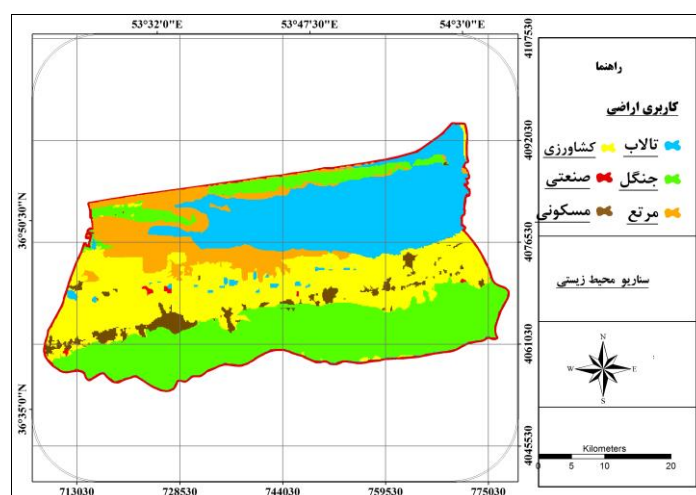 53°32'0"E 53°47'30"E 54°3'0"E
4107530
4092030
4076530
4061030
4045530
36°50'30"N
36°35'0"N
713030 728530 744030 759530 775030
راهنما
کاربری اراضی
تالاب کشاورزی
جنگل صنعتی
مرتع مسکونی
سناریو محیط زیستی
N
W E
S
Kilometers
0 5 10 20